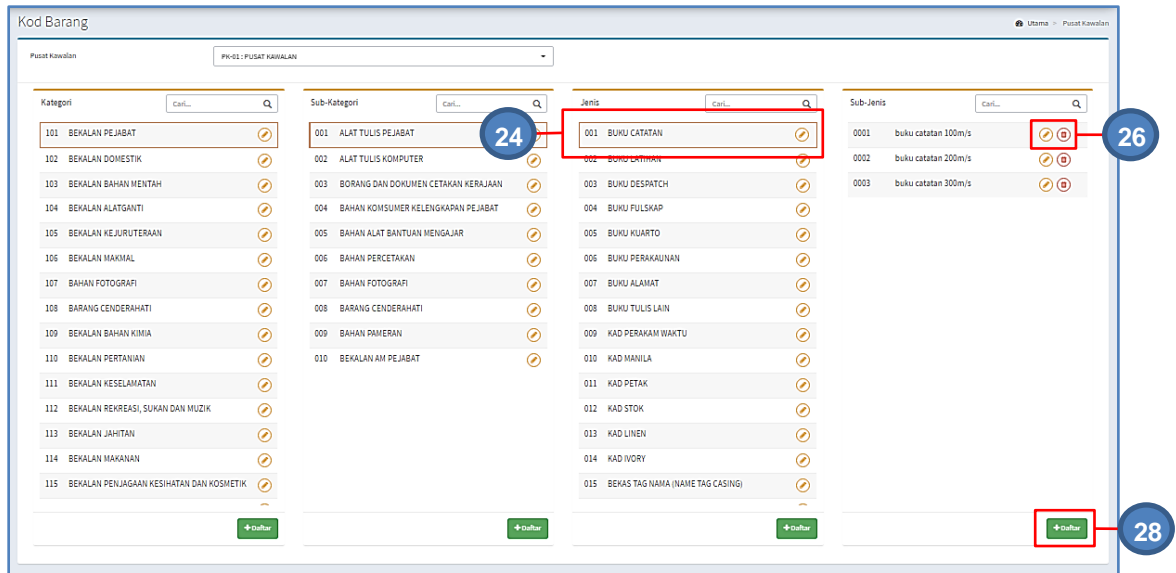 Kod Barang
Utama > Pusat Kawalan
Pusat Kawalan
PK-01 : PUSAT KAWALAN
Kategori
Cari...
101 BEKALAN PEJABAT
102 BEKALAN DOMESTIK
103 BEKALAN BAHAN MENTAH
104 BEKALAN ALATGANTI
105 BEKALAN KEJURUTERAAN
106 BEKALAN MAKMAL
107 BAHAN FOTOGRAFI
108 BARANG CENDERAHATI
109 BEKALAN BAHAN KIMIA
110 BEKALAN PERTANIAN
111 BEKALAN KESELAMATAN
112 BEKALAN REKREASI, SUKAN DAN MUZIK
113 BEKALAN JAHITAN
114 BEKALAN MAKANAN
115 BEKALAN PENJAGAAN KESIHATAN DAN KOSMETIK
+Daftar
Sub-Kategori
Cari...
001 ALAT TULIS PEJABAT
002 ALAT TULIS KOMPUTER
003 BORANG DAN DOKUMEN CETAKAN KERAJAAN
004 BAHAN KOMSUMER KELENGKAPAN PEJABAT
005 BAHAN ALAT BANTUAN MENGAJAR
006 BAHAN PERCETAKAN
007 BAHAN FOTOGRAFI
008 BARANG CENDERAHATI
009 BAHAN PAMERAN
010 BEKALAN AM PEJABAT
+Daftar
24
Jenis
Cari...
001 BUKU CATATAN
002 BUKU LATIHAN
003 BUKU DESPATCH
004 BUKU FULSKAP
005 BUKU KUARTO
006 BUKU PERAKAUNAN
007 BUKU ALAMAT
008 BUKU TULIS LAIN
009 KAD PERAKAM WAKTU
010 KAD MANILA
011 KAD PETAK
012 KAD STOK
013 KAD LINEN
014 KAD IVORY
015 BEKAS TAG NAMA (NAME TAG CASING)
+Daftar
Sub-Jenis
Cari...
0001 buku catatan 100m/s
0002 buku catatan 200m/s
0003 buku catatan 300m/s
26
+Daftar
28